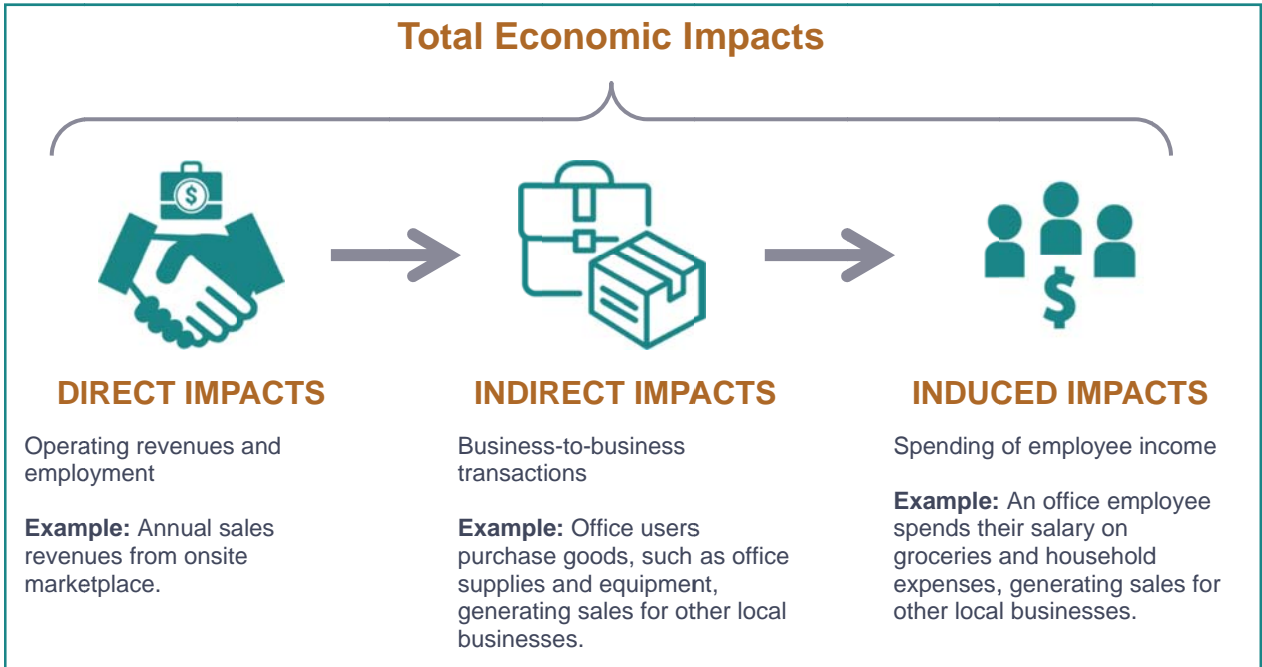 Total Economic Impacts
$
$
DIRECT IMPACTS
Operating revenues and
employment
Example: Annual sales
revenues from onsite
marketplace.
INDIRECT IMPACTS
Business-to-business
transactions
Example: Office users
purchase goods, such as office
supplies and equipment,
generating sales for other local
businesses.
INDUCED IMPACTS
Spending of employee income
Example: An office employee
spends their salary on
groceries and household
expenses, generating sales for
other local businesses.